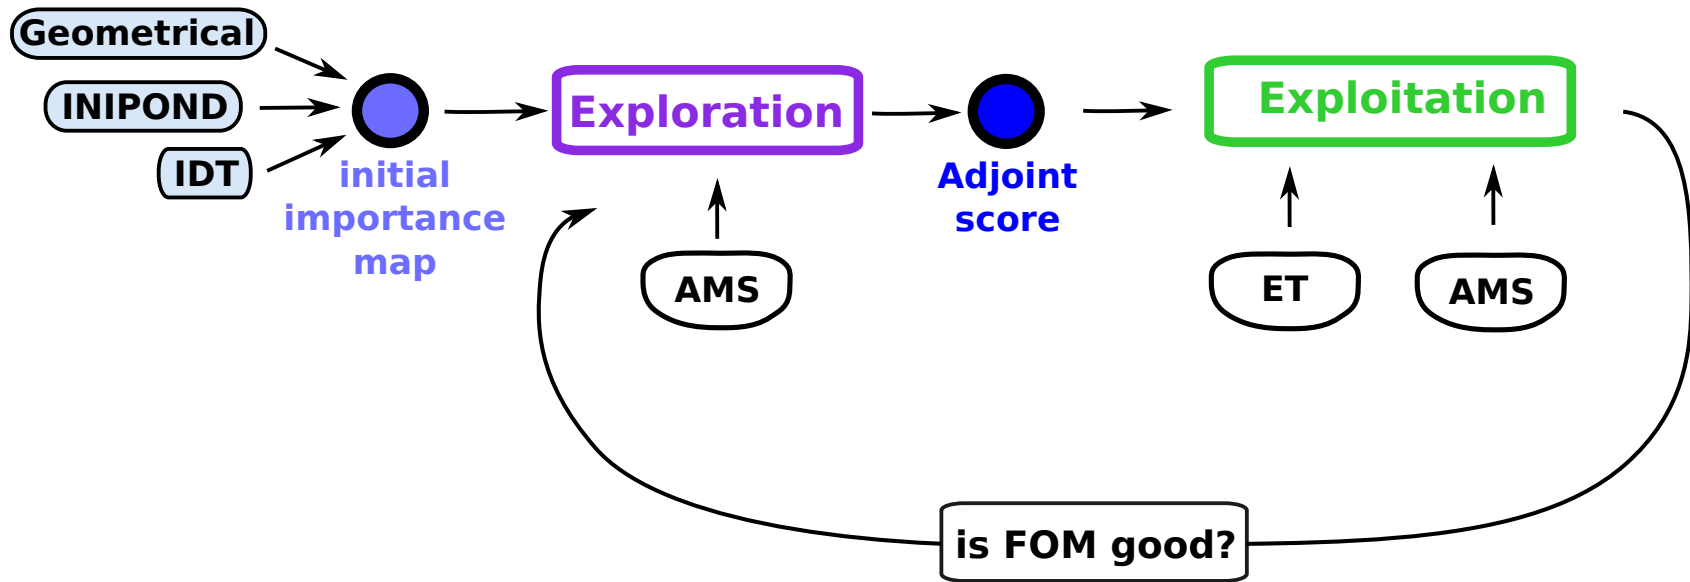 Geometrical
INIPOND
IDT
initial
importance
map
Exploration
AMS
Adjoint
score
Exploitation
ET
AMS
is FOM good?